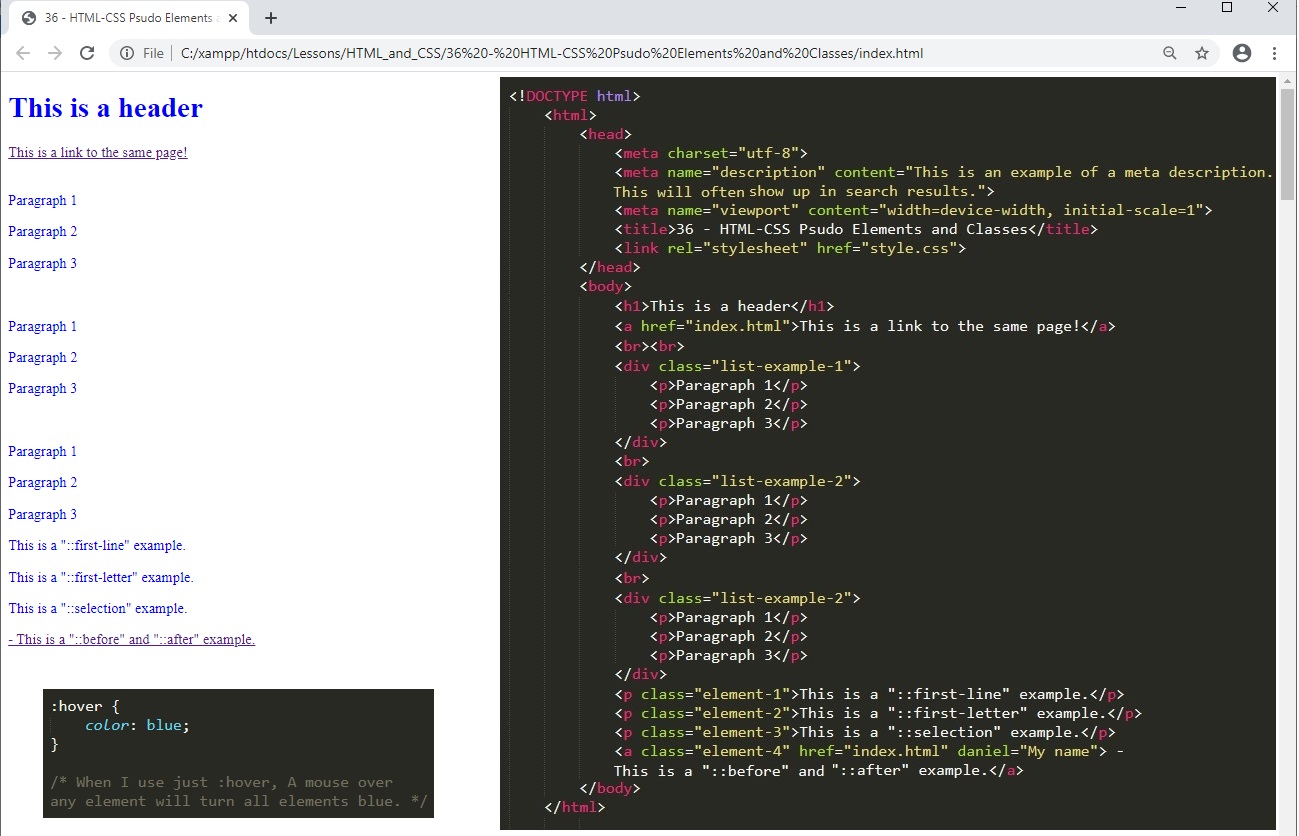 36 - HTML-CSS Psudo Elements a
File
C:/xampp/htdocs/Lessons/HTML_and_CSS/36%20-%20HTML-CSS%20Psudo%20Elements%20and%20Classes/index.html
This is a header
This is a link to the same page!
Paragraph 1
Paragraph 2
Paragraph 3
Paragraph 1
Paragraph 2
Paragraph 3
Paragraph 1
Paragraph 2
Paragraph 3
This is a "::first-line" example.
This is a "::first-letter" example.
This is a "::selection" example.
- This is a "::before" and "::after" example.
:hover {
    color: blue;
}
/* When I use just :hover, A mouse over
any element will turn all elements blue. */
<!DOCTYPE html>
    <html>
        <head>
            <meta charset="utf-8">
            <meta name="description" content="This is an example of a meta description.
            This will often show up in search results.">
            <meta name="viewport" content="width=device-width, initial-scale=1">
            <title>36 - HTML-CSS Psudo Elements and Classes</title>
            <link rel="stylesheet" href="style.css">
        </head>
        <body>
            <h1>This is a header</h1>
            <a href="index.html">This is a link to the same page!</a>
            <br><br>
            <div class="list-example-1">
                <p>Paragraph 1</p>
                <p>Paragraph 2</p>
                <p>Paragraph 3</p>
            </div>
            <br>
            <div class="list-example-2">
                <p>Paragraph 1</p>
                <p>Paragraph 2</p>
                <p>Paragraph 3</p>
            </div>
            <br>
            <div class="list-example-2">
                <p>Paragraph 1</p>
                <p>Paragraph 2</p>
                <p>Paragraph 3</p>
            </div>
            <p class="element-1">This is a "::first-line" example.</p>
            <p class="element-2">This is a "::first-letter" example.</p>
            <p class="element-3">This is a "::selection" example.</p>
            <a class="element-4" href="index.html" daniel="My name"> -
            This is a "::before" and "::after" example.</a>
        </body>
    </html>